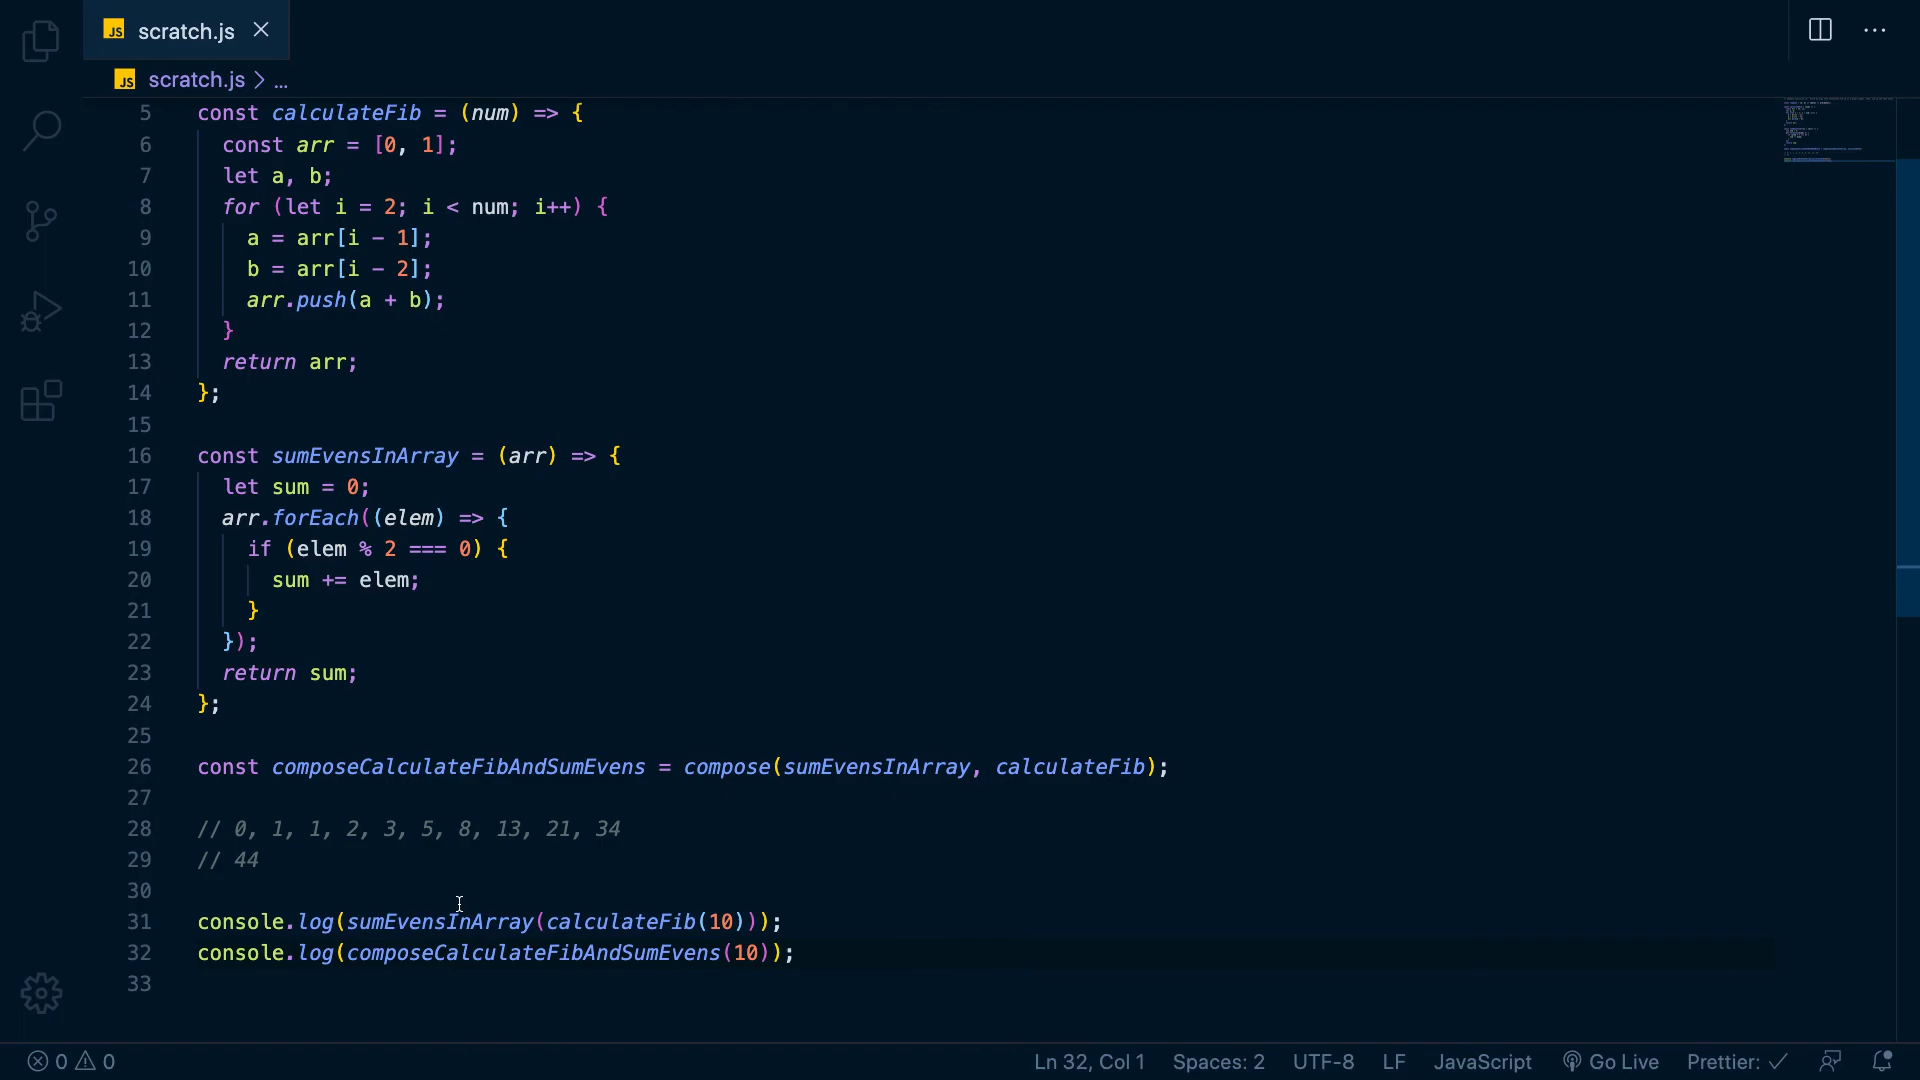 JS scratch.js
JS scratch.js > ...
5 const calculateFib = (num) => {
6 const arr = [0, 1];
7 let a, b;
8 for (let i = 2; i < num; i++) {
9 a = arr[i - 1];
10 b = arr[i - 2];
11 arr.push(a + b);
12 }
13 return arr;
14 };
15
16 const sumEvensInArray = (arr) => {
17 let sum = 0;
18 arr.forEach((elem) => {
19 if (elem % 2 === 0) {
20 sum += elem;
21 }
22 });
23 return sum;
24 };
25
26 const composeCalculateFibAndSumEvens = compose(sumEvensInArray, calculateFib);
27
28 // 0, 1, 1, 2, 3, 5, 8, 13, 21, 34
29 // 44
30
31 console.log(sumEvensInArray(calculateFib(10)));
32 console.log(composeCalculateFibAndSumEvens(10));
33
0 0 Ln 32, Col 1 Spaces: 2 UTF-8 LF JavaScript Go Live Prettier: ✓